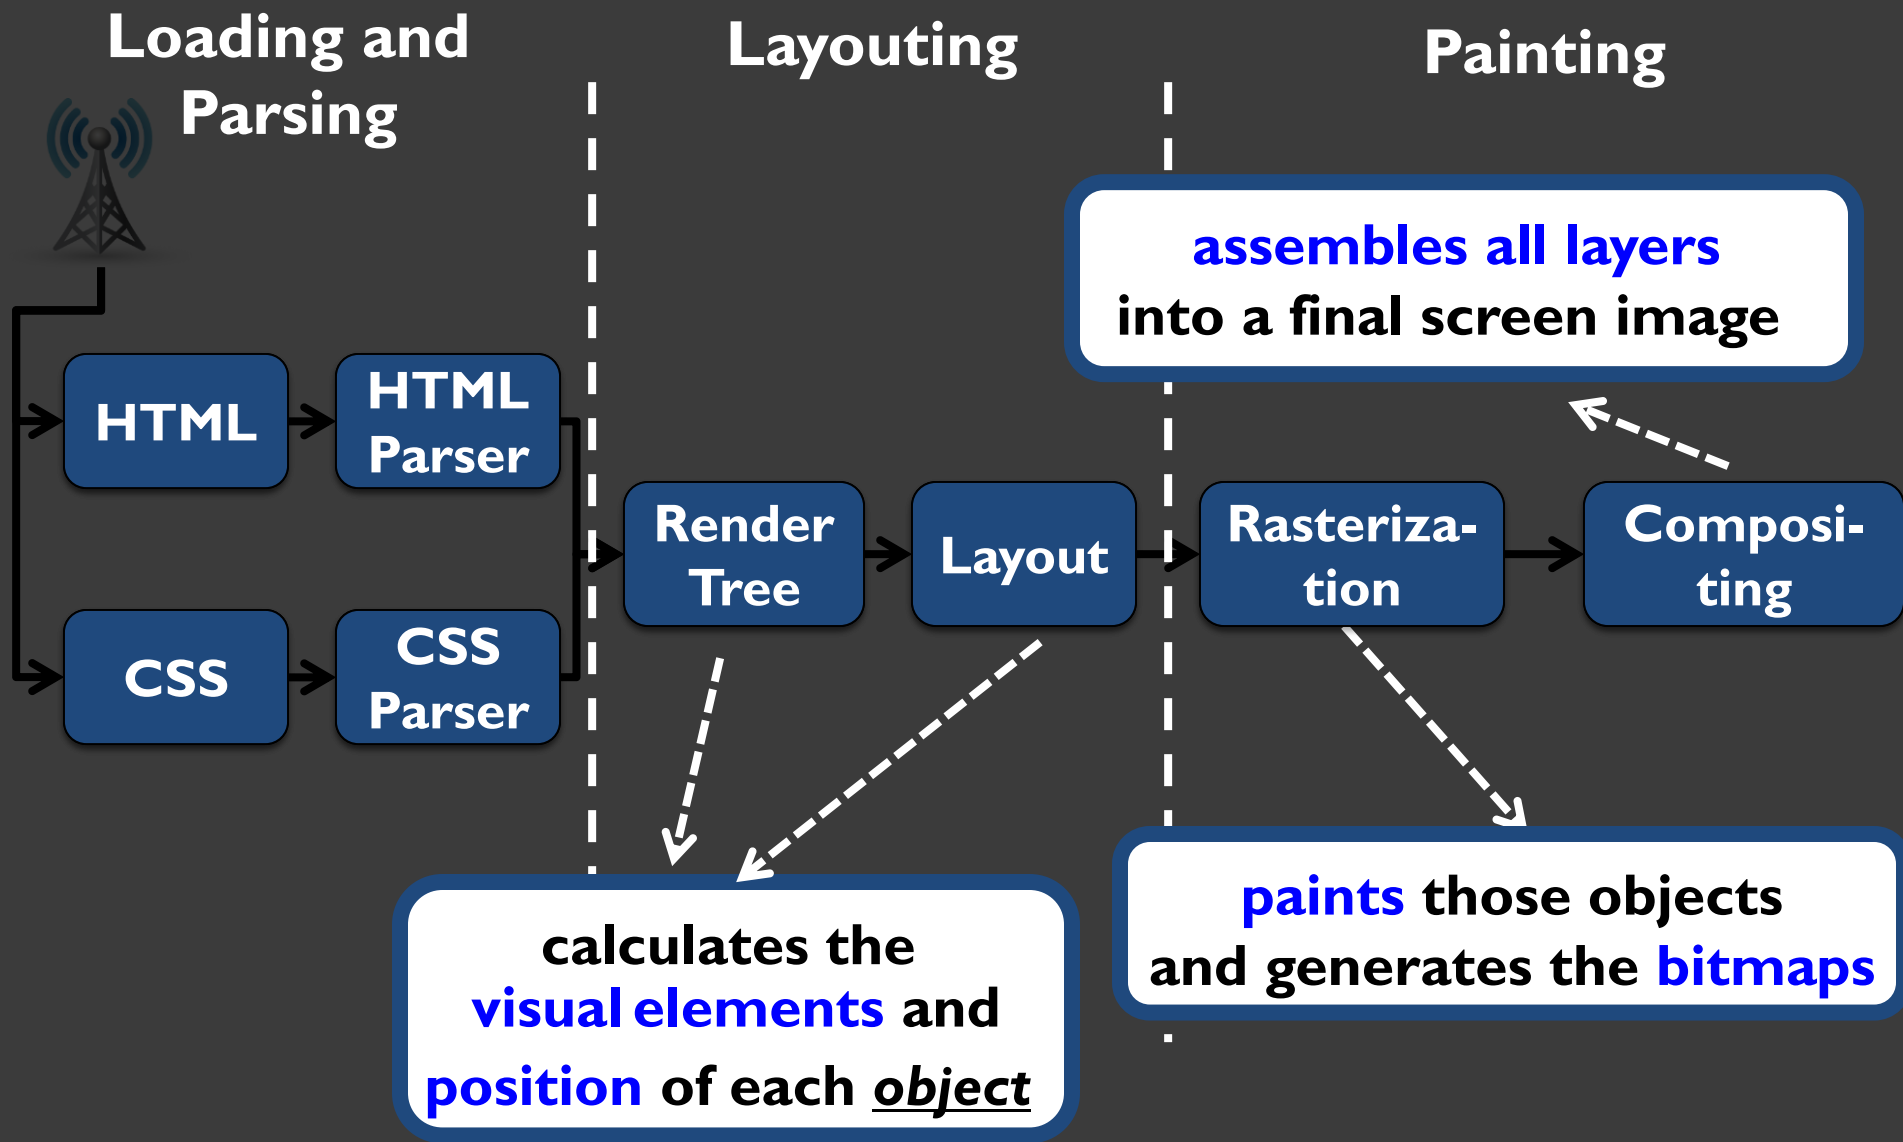 Loading and
Parsing
Layouting
Painting
assembles all layers
into a final screen image
HTML
HTML
Parser
CSS
CSS
Parser
Render
Tree
Layout
Rasteriza-
tion
Composi-
ting
calculates the
visual elements and
position of each object
paints those objects
and generates the bitmaps